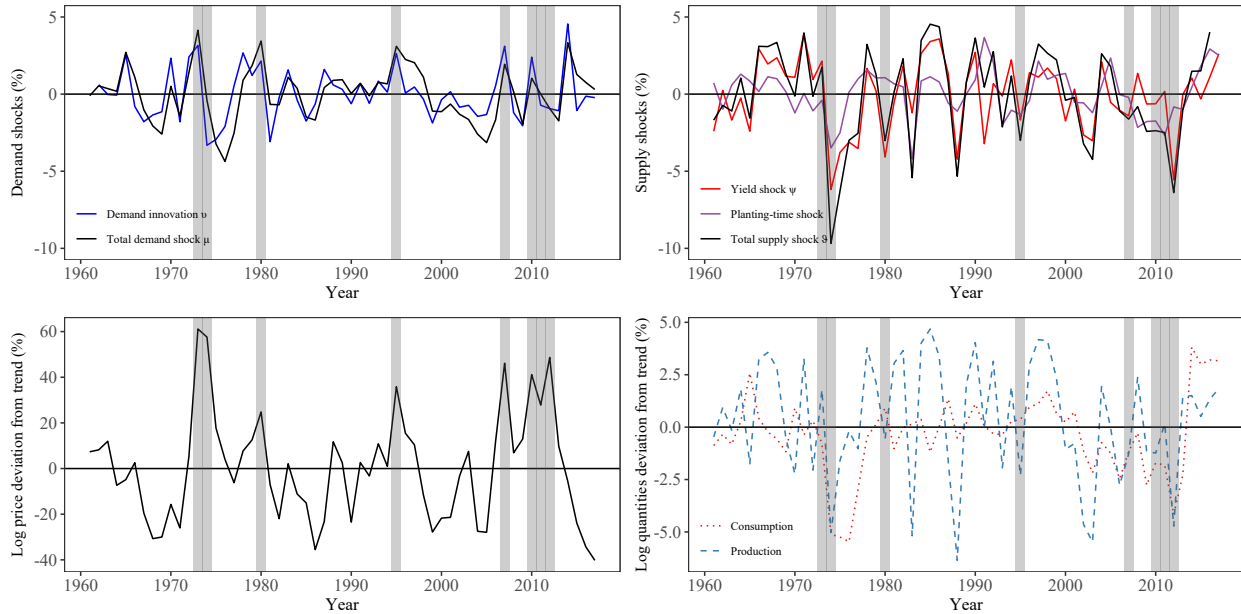 Demand shocks (%)
5
0
-5
-10
Demand innovation υ
Total demand shock μ
1960 1970 1980 1990 2000 2010
Year
Supply shocks (%)
5
0
-5
-10
Yield shock ψ
Planting-time shock
Total supply shock ϑ
1960 1970 1980 1990 2000 2010
Year
Log price deviation from trend (%)
60
40
20
0
-20
-40
1960 1970 1980 1990 2000 2010
Year
Log quantities deviation from trend (%)
5.0
2.5
0.0
-2.5
-5.0
Consumption
Production
1960 1970 1980 1990 2000 2010
Year